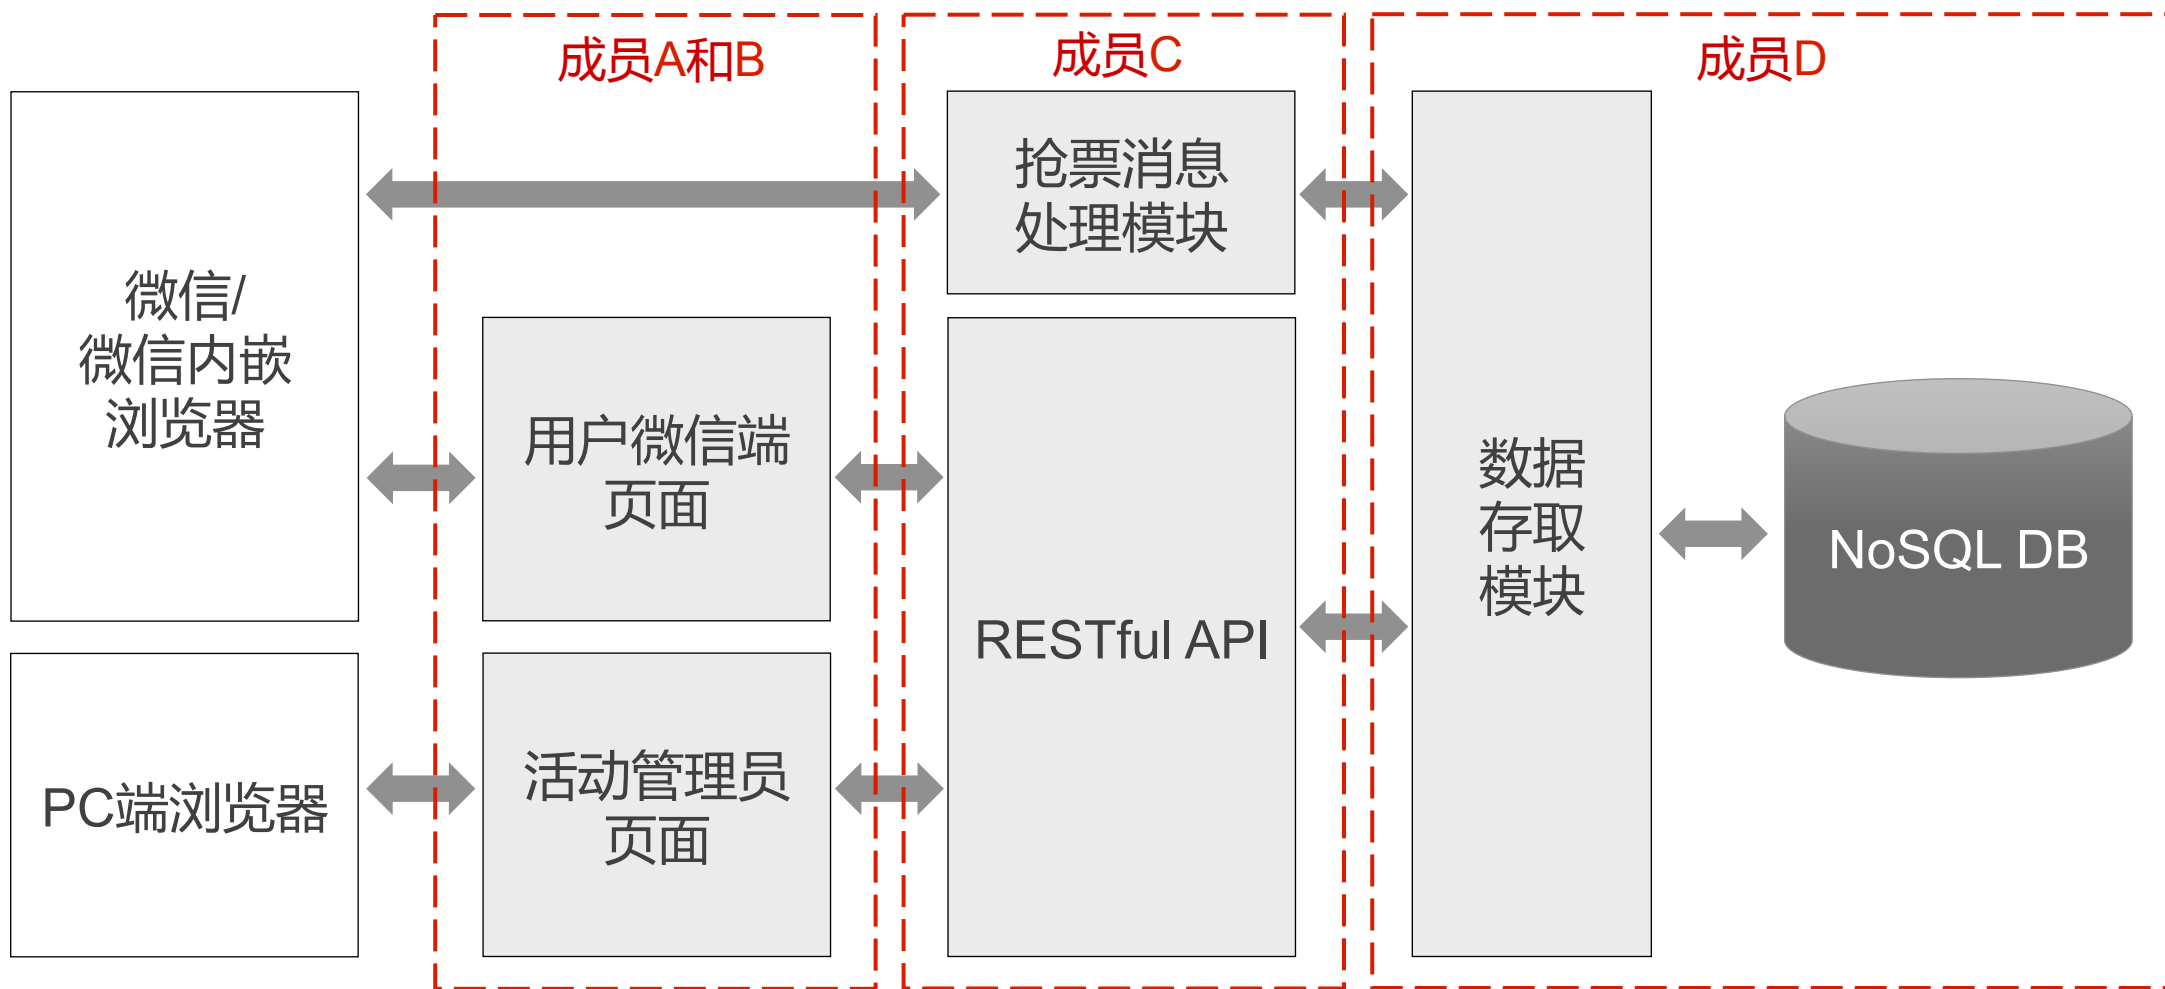 成员A和B
成员C
成员D
微信/
微信内嵌
浏览器
PC端浏览器
用户微信端
页面
活动管理员
页面
抢票消息
处理模块
RESTful API
数据
存取
模块
NoSQL DB